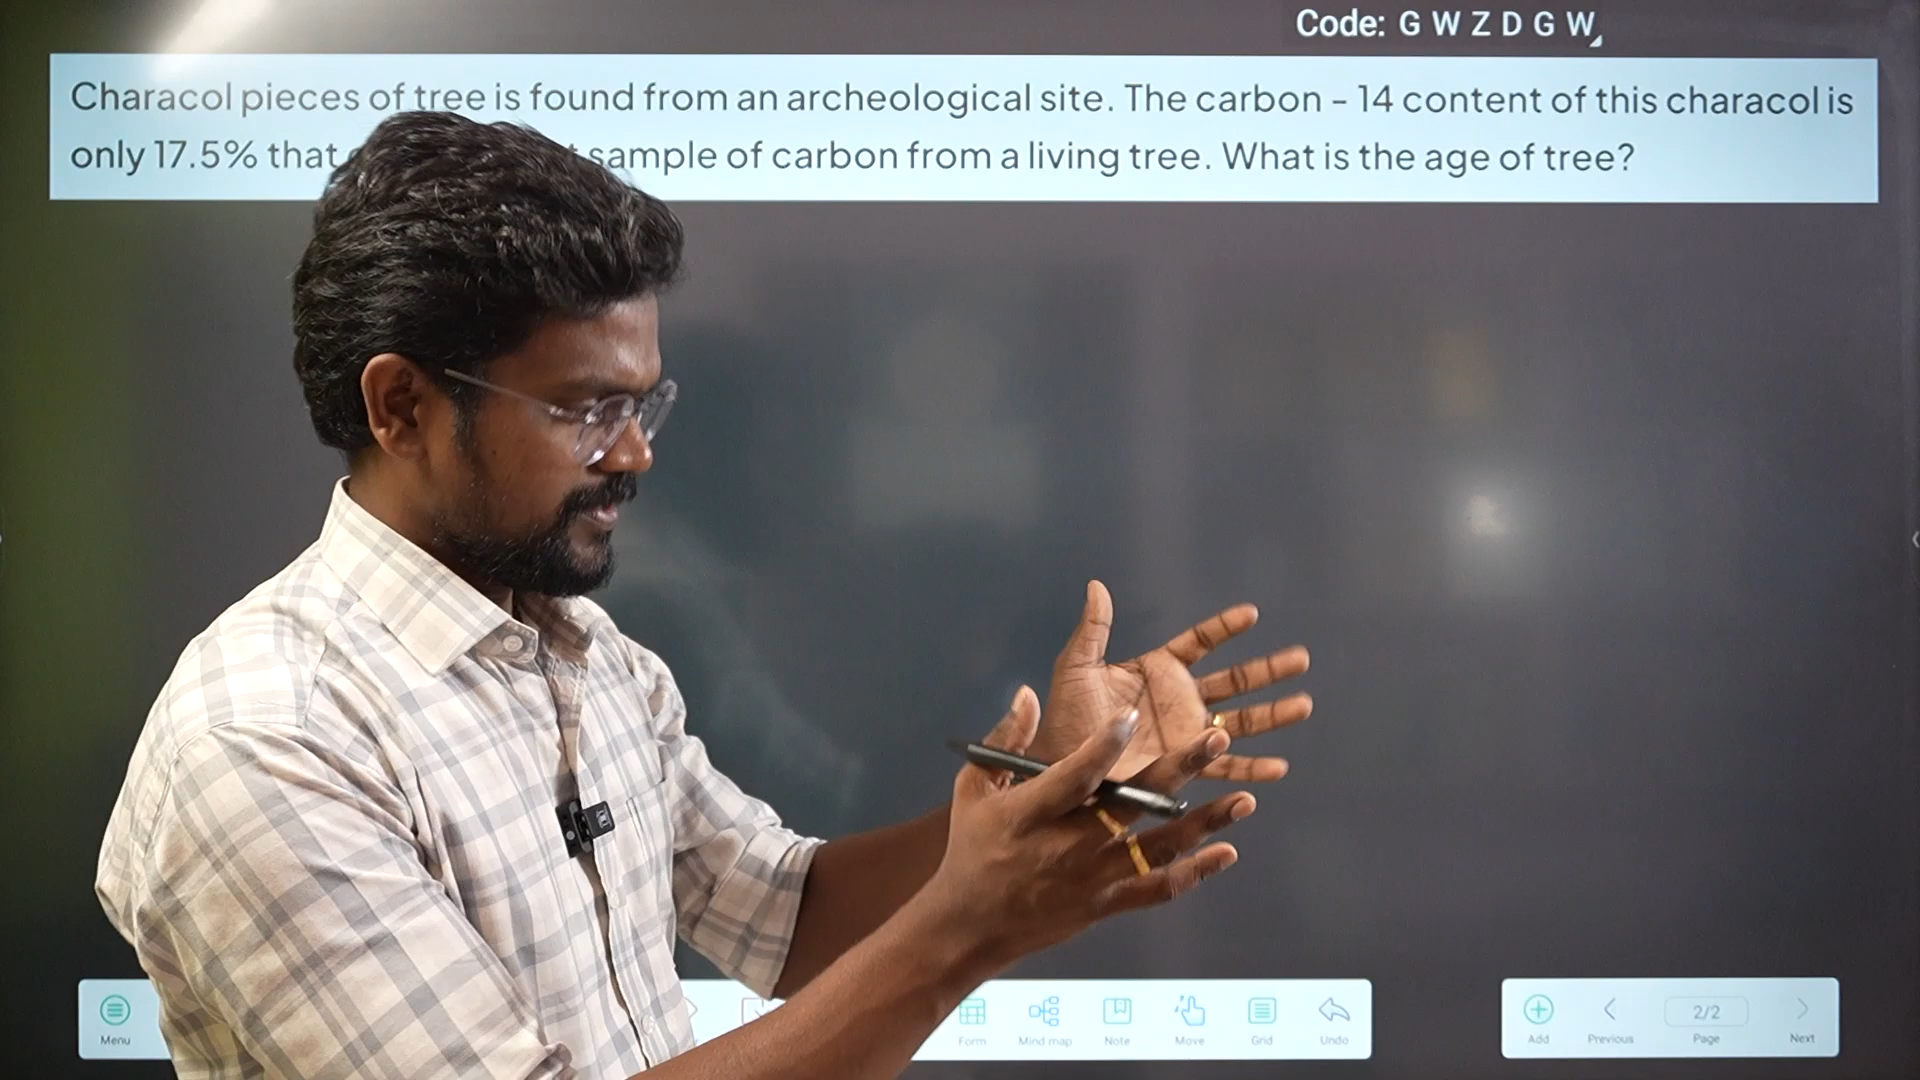 Code: G W Z D G W
Characol pieces of tree is found from an archeological site. The carbon - 14 content of this characol is
only 17.5% that sample of carbon from a living tree. What is the age of tree?
Menu
Form
Mind map
Note
Move
Grid
Undo
Add
Previous
2/2
Page
Next